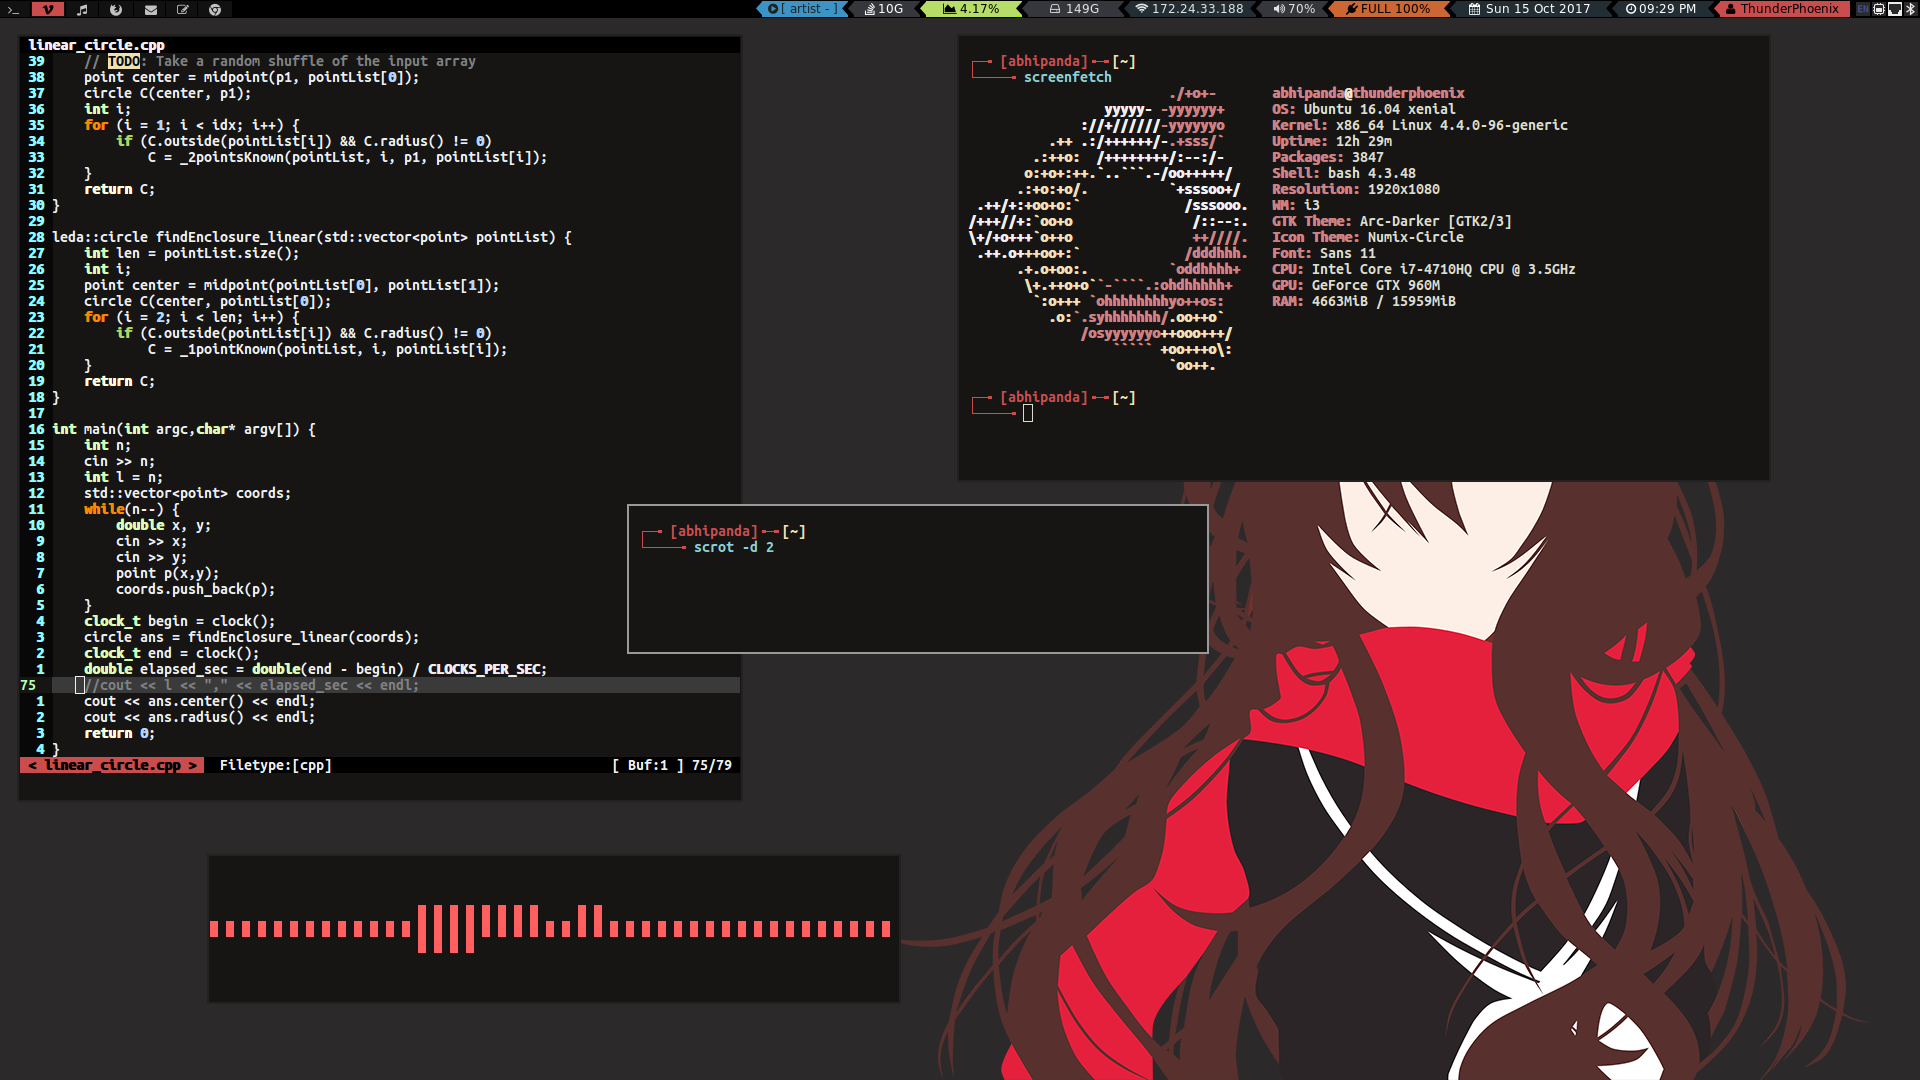 [ artist - ] 10G 4.17% 149G 172.24.33.188 70% FULL 100% Sun 15 Oct 2017 09:29 PM ThunderPhoenix EN
linear_circle.cpp
39 // TODO: Take a random shuffle of the input array
38 point center = midpoint(p1, pointList[0]);
37 circle C(center, p1);
36 int i;
35 for (i = 1; i < idx; i++) {
34 if (C.outside(pointList[i]) && C.radius() != 0)
33 C = _2pointsKnown(pointList, i, p1, pointList[i]);
32 }
31 return C;
30 }
29
28 leda::circle findEnclosure_linear(std::vector<point> pointList) {
27 int len = pointList.size();
26 int i;
25 point center = midpoint(pointList[0], pointList[1]);
24 circle C(center, pointList[0]);
23 for (i = 2; i < len; i++) {
22 if (C.outside(pointList[i]) && C.radius() != 0)
21 C = _1pointKnown(pointList, i, pointList[i]);
20 }
19 return C;
18 }
17
16 int main(int argc,char* argv[]) {
15 int n;
14 cin >> n;
13 int l = n;
12 std::vector<point> coords;
11 while(n--) {
10 double x, y;
9 cin >> x;
8 cin >> y;
7 point p(x,y);
6 coords.push_back(p);
5 }
4 clock_t begin = clock();
3 circle ans = findEnclosure_linear(coords);
2 clock_t end = clock();
1 double elapsed_sec = double(end - begin) / CLOCKS_PER_SEC;
75 //cout << l << "," << elapsed_sec << endl;
1 cout << ans.center() << endl;
2 cout << ans.radius() << endl;
3 return 0;
4 }
< linear_circle.cpp > Filetype:[cpp] [ Buf:1 ] 75/79
[abhipanda] [~]
screenfetch
./+o+- abhipanda@thunderphoenix
yyyyy- -yyyyyy+ OS: Ubuntu 16.04 xenial
://+//////-yyyyyyo Kernel: x86_64 Linux 4.4.0-96-generic
.++ .:/++++++/-.+sss/` Uptime: 12h 29m
.:++o: /++++++++/:--:/- Packages: 3847
o:+o+:++.`..```.-/oo+++++/ Shell: bash 4.3.48
.:+o:+o/. `+sssoo+/ Resolution: 1920x1080
.++/+:+oo+o:` /sssooo. WM: i3
/+++//+:`oo+o /::--:. GTK Theme: Arc-Darker [GTK2/3]
\+/+o+++`o++o ++////. Icon Theme: Numix-Circle
.++.o+++oo+:` /dddhhh. Font: Sans 11
.+.o+oo:. `oddhhhh+ CPU: Intel Core i7-4710HQ CPU @ 3.5GHz
\+.++o+o``-````.:ohdhhhhh+ GPU: GeForce GTX 960M
`:o+++ `ohhhhhhhhyo++os: RAM: 4663MiB / 15959MiB
.o:`.syhhhhhhh/.oo++o`
/osyyyyyyo++ooo+++/
````` +oo+++o\:
`oo++.
[abhipanda] [~]
[abhipanda] [~]
scrot -d 2